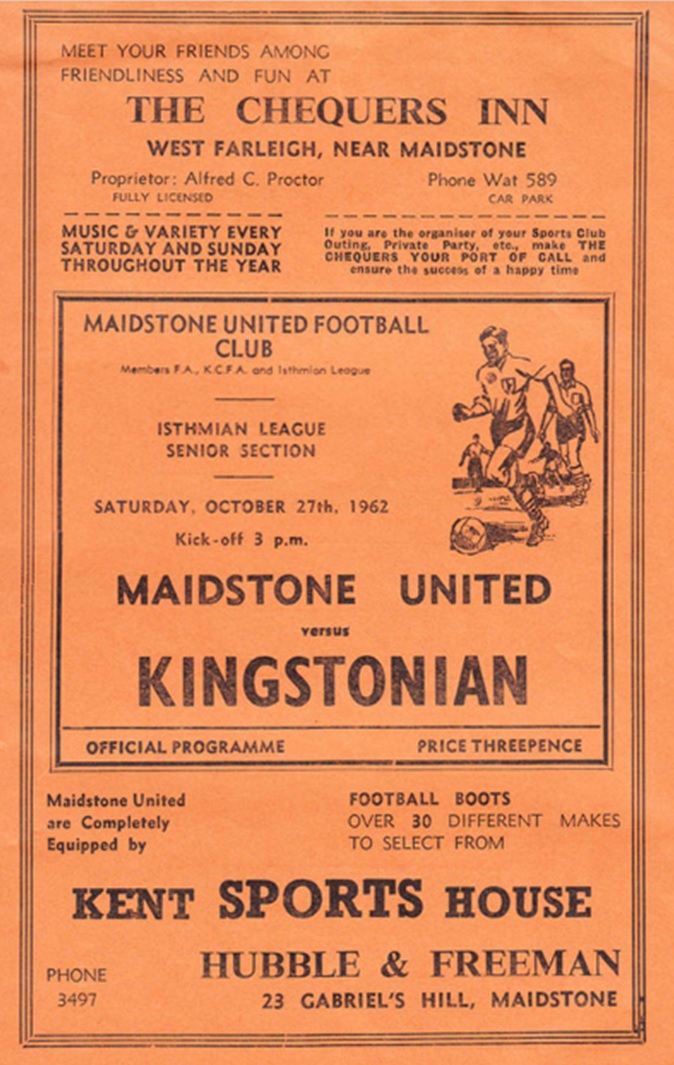 MEET YOUR FRIENDS AMONG
FRIENDLINESS AND FUN AT
THE CHEQUERS INN
WEST FARLEIGH, NEAR MAIDSTONE
Proprietor: Alfred C. Proctor
FULLY LICENSED
Phone Wat 589
CAR PARK
MUSIC & VARIETY EVERY
SATURDAY AND SUNDAY
THROUGHOUT THE YEAR
If you are the organiser of your Sports Club
Outing, Private Party, etc., make THE
CHEQUERS YOUR PORT OF CALL and
ensure the success of a happy time
MAIDSTONE UNITED FOOTBALL
CLUB
Members F.A., K.C.F.A. and Isthmian League
ISTHMIAN LEAGUE
SENIOR SECTION
SATURDAY, OCTOBER 27th, 1962
Kick-off 3 p.m.
MAIDSTONE UNITED
versus
KINGSTONIAN
OFFICIAL PROGRAMME
PRICE THREEPENCE
Maidstone United
are Completely
Equipped by
FOOTBALL BOOTS
OVER 30 DIFFERENT MAKES
TO SELECT FROM
KENT SPORTS HOUSE
HUBBLE & FREEMAN
PHONE
3497
23 GABRIEL'S HILL, MAIDSTONE